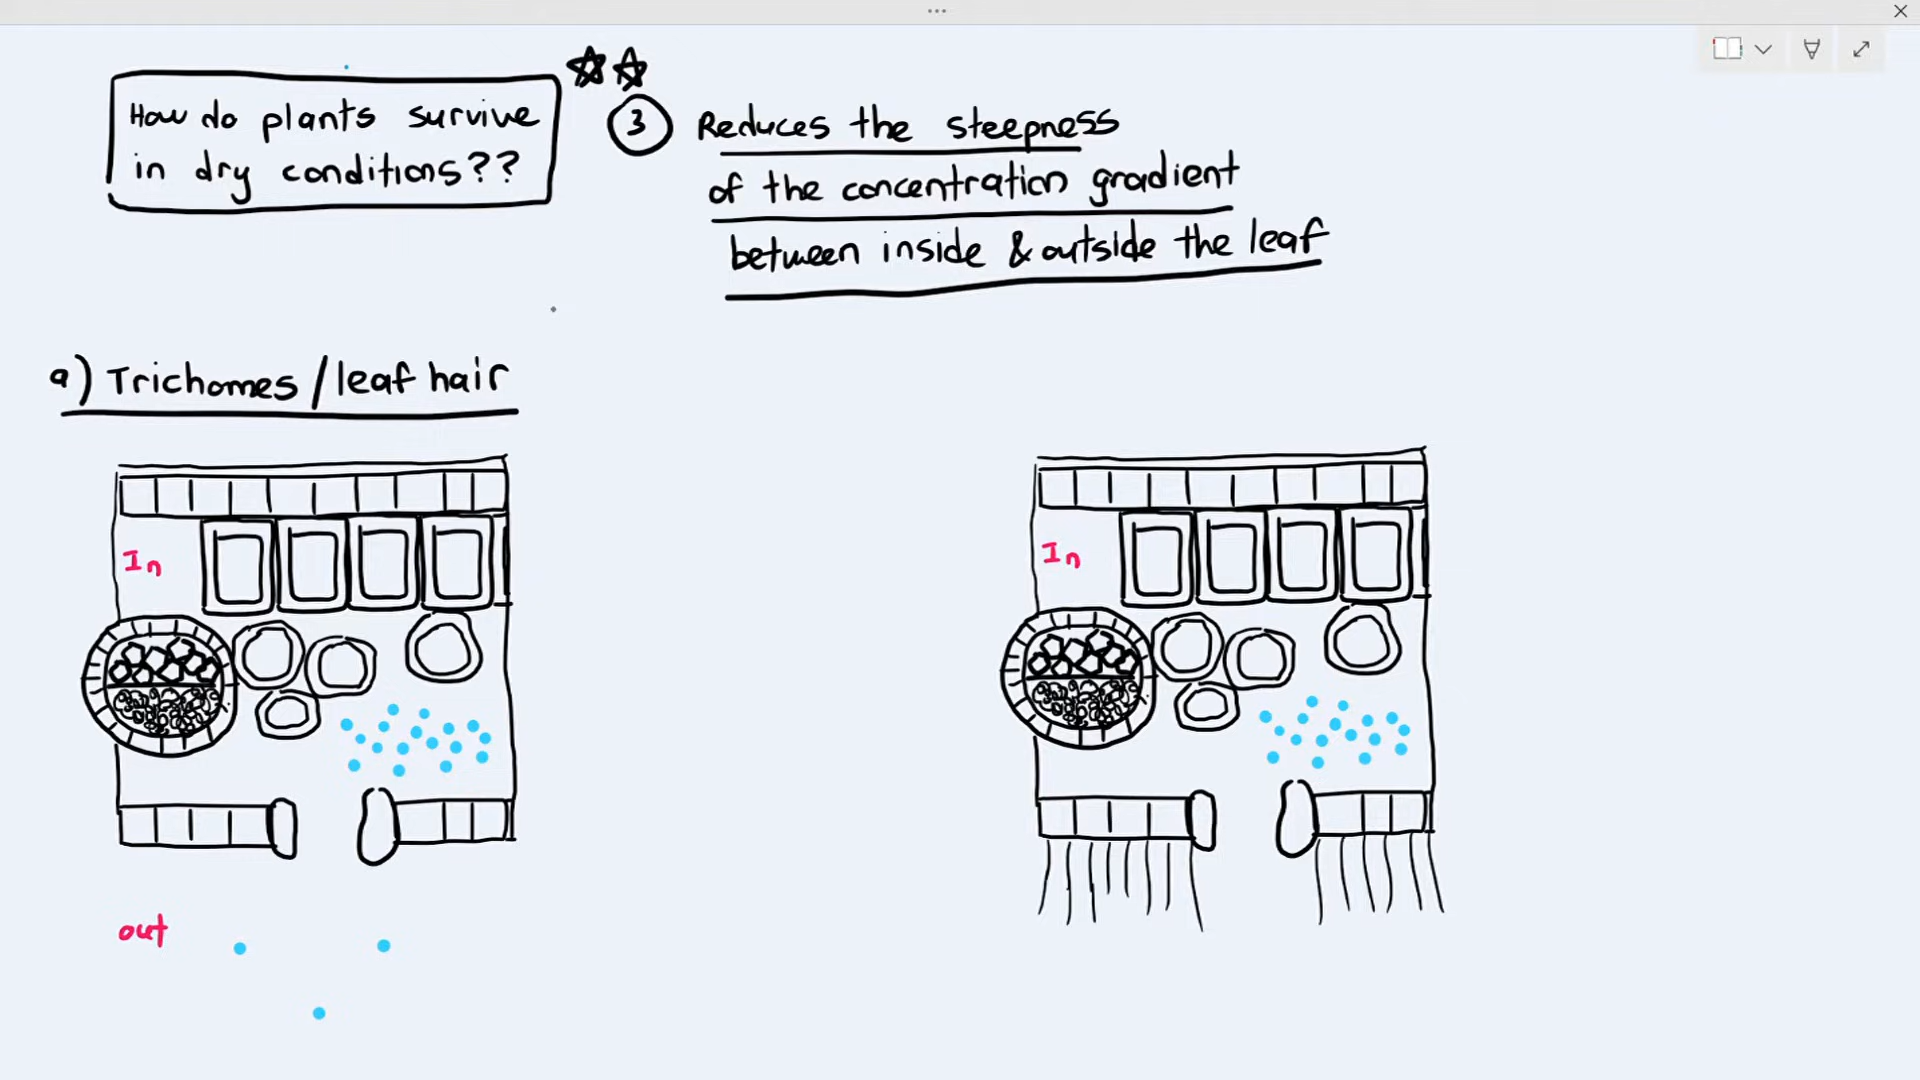 How do plants survive
in dry conditions??
3 Reduces the steepness
of the concentration gradient
between inside & outside the leaf
a) Trichomes / leaf hair
In
In
out